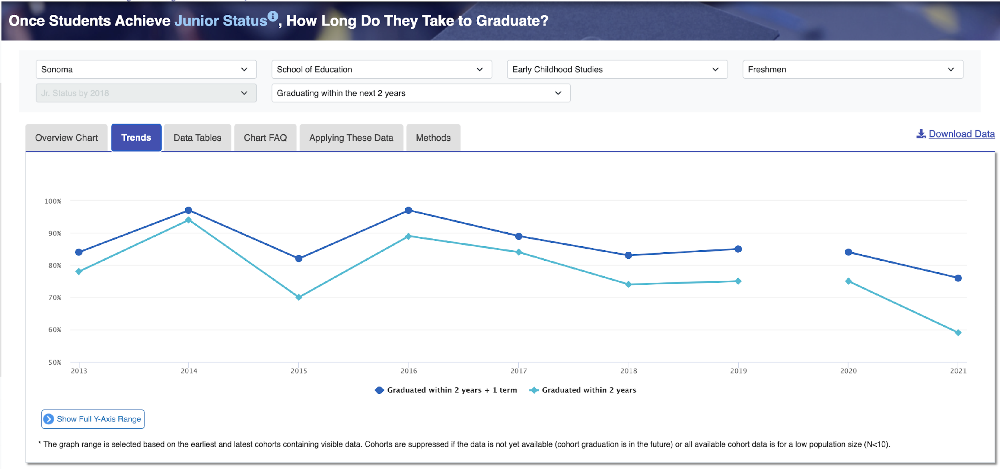 Once Students Achieve Junior Status, How Long Do They Take to Graduate?
Sonoma
School of Education
Early Childhood Studies
Freshmen
Jr. Status by 2018
Graduating within the next 2 years
Overview Chart
Trends
Data Tables
Chart FAQ
Applying These Data
Methods
Download Data
100%
90%
80%
70%
60%
50%
2013
2014
2015
2016
2017
2018
2019
2020
2021
Graduated within 2 years + 1 term
Graduated within 2 years
Show Full Y-Axis Range
* The graph range is selected based on the earliest and latest cohorts containing visible data. Cohorts are suppressed if the data is not yet available (cohort graduation is in the future) or all available cohort data is for a low population size (N<10).